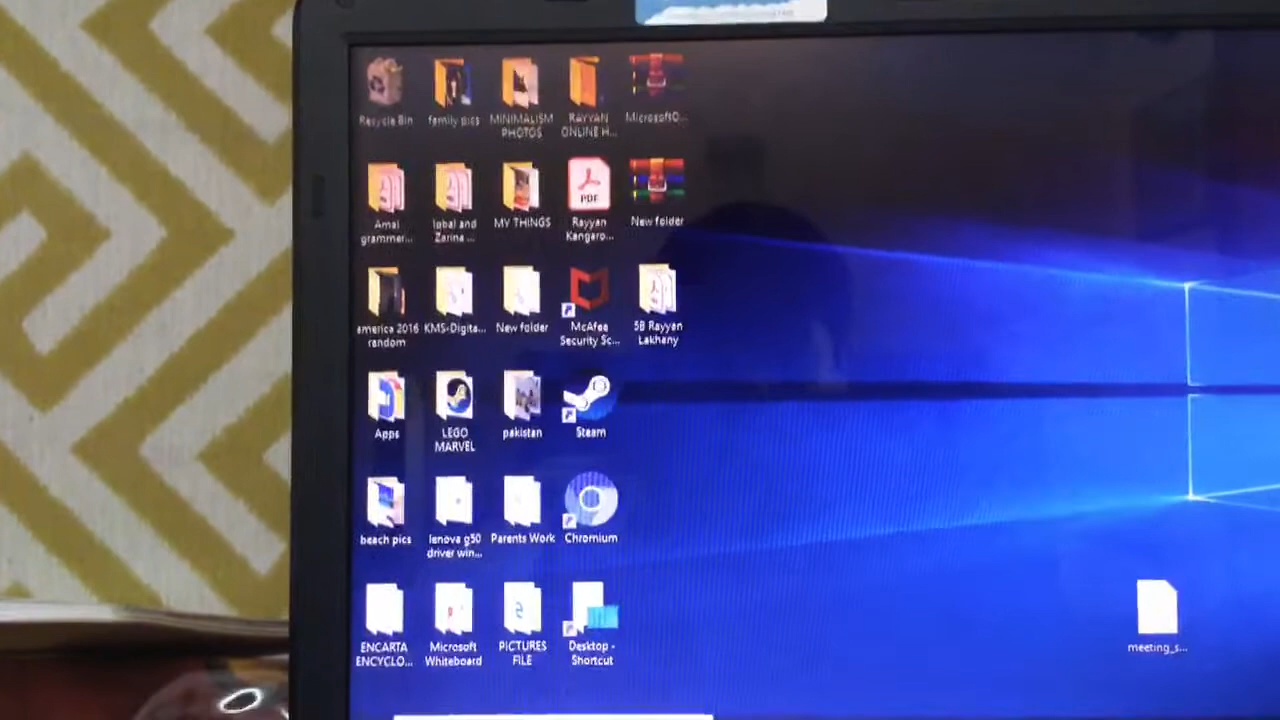 Recycle Bin
family pics
MINIMALISM
PHOTOS
RAYYAN
ONLINE H...
MicrosoftO...
Amal
grammer...
Iqbal and
Zarina ...
MY THINGS
PDF
Rayyan
Kangaro...
New folder
america 2016
random
KMS-Digita...
New folder
McAfee
Security Sc...
5B Rayyan
Lakhany
Apps
LEGO
MARVEL
pakistan
Steam
beach pics
lenova g50
driver win...
Parents Work
Chromium
ENCARTA
ENCYCLO...
Microsoft
Whiteboard
PICTURES
FILE
Desktop -
Shortcut
meeting_s...